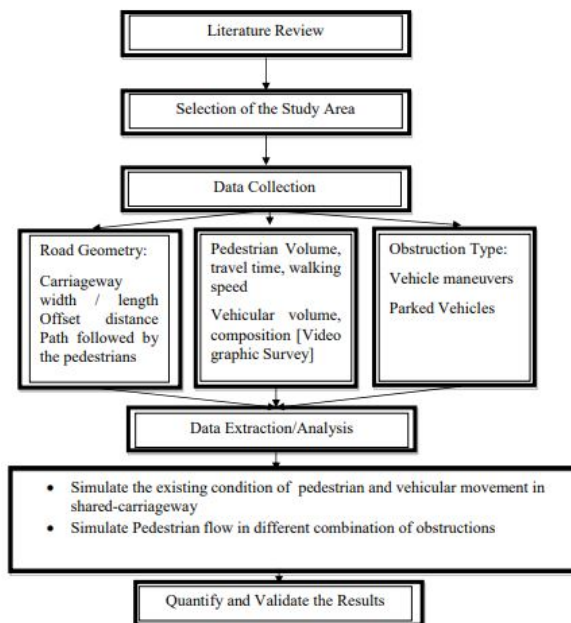 Literature Review
Selection of the Study Area
Data Collection
Road Geometry:
Carriageway
width / length
Offset distance
Path followed by
the pedestrians
Pedestrian Volume,
travel time, walking
speed
Vehicular volume,
composition [Video
graphic Survey]
Obstruction Type:
Vehicle maneuvers
Parked Vehicles
Data Extraction/Analysis
• Simulate the existing condition of pedestrian and vehicular movement in
shared-carriageway
• Simulate Pedestrian flow in different combination of obstructions
Quantify and Validate the Results